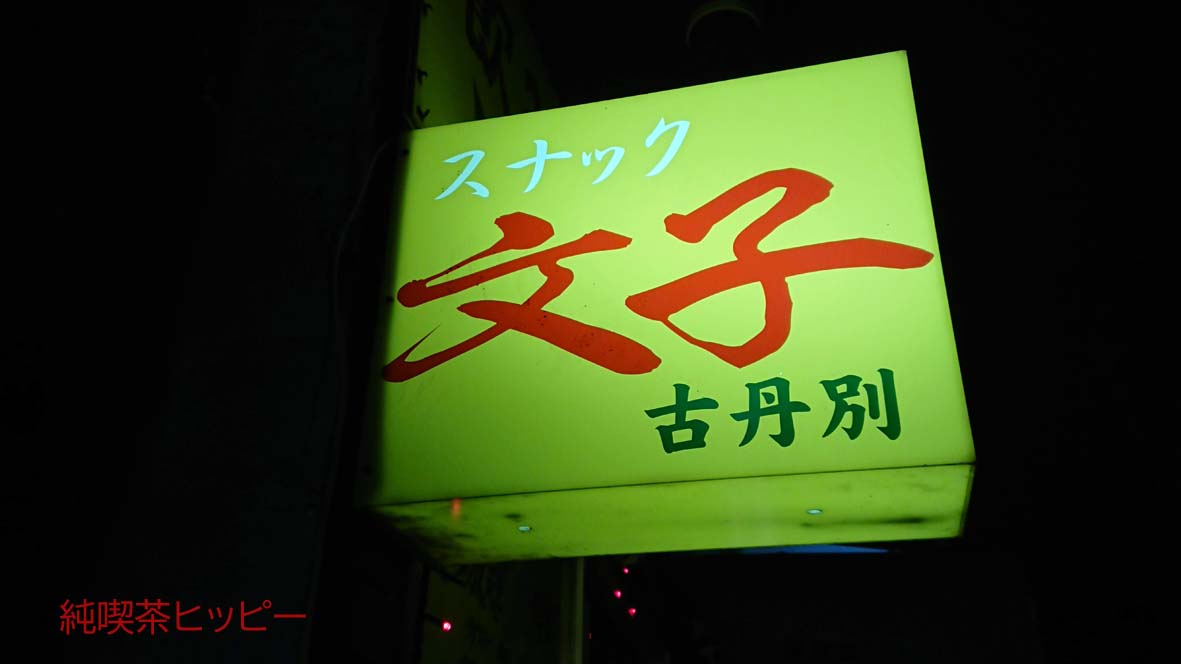 スナック
文子
古丹別
純喫茶ヒッピー